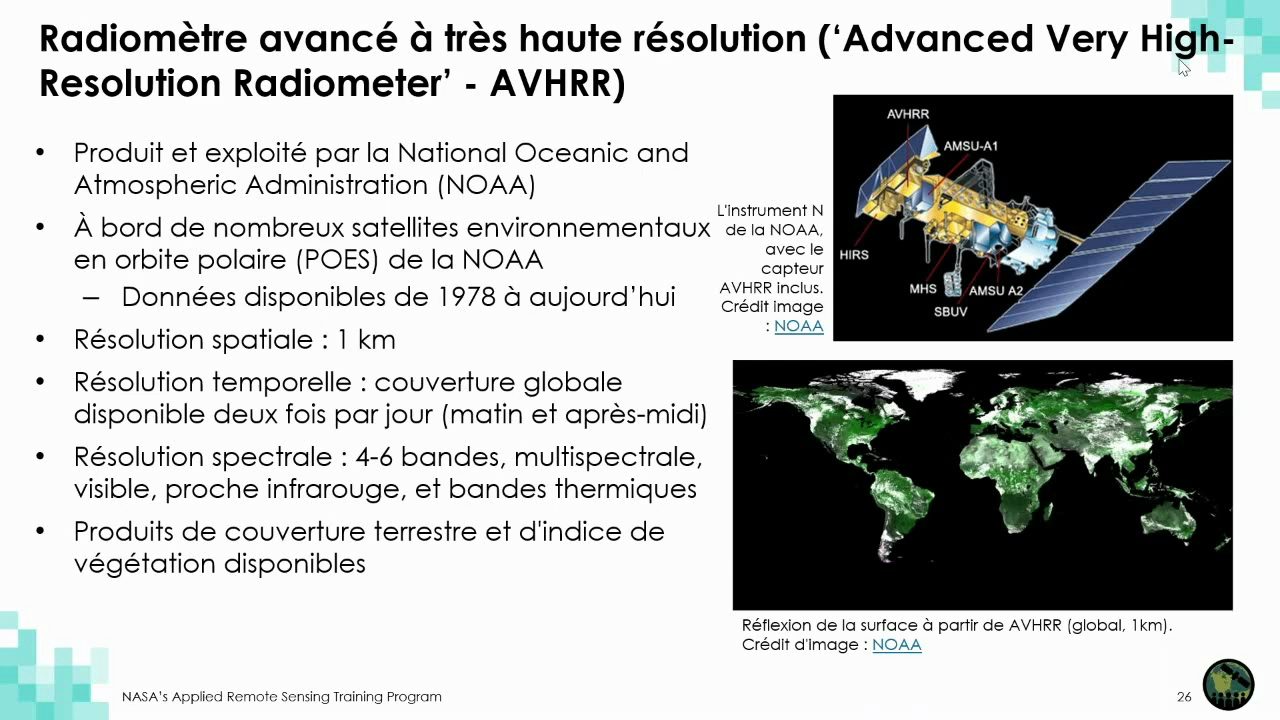 Radiomètre avancé à très haute résolution (‘Advanced Very High-
Resolution Radiometer’ - AVHRR)
• Produit et exploité par la National Oceanic and
Atmospheric Administration (NOAA)
• À bord de nombreux satellites environnementaux
en orbite polaire (POES) de la NOAA
– Données disponibles de 1978 à aujourd’hui
• Résolution spatiale : 1 km
• Résolution temporelle : couverture globale
disponible deux fois par jour (matin et après-midi)
• Résolution spectrale : 4-6 bandes, multispectrale,
visible, proche infrarouge, et bandes thermiques
• Produits de couverture terrestre et d'indice de
végétation disponibles
L'instrument N
de la NOAA,
avec le
capteur
AVHRR inclus.
Crédit image
: NOAA
AVHRR
AMSU-A1
HIRS
MHS
AMSU A2
SBUV
Réflexion de la surface à partir de AVHRR (global, 1km).
Crédit d'image : NOAA
NASA’s Applied Remote Sensing Training Program
26